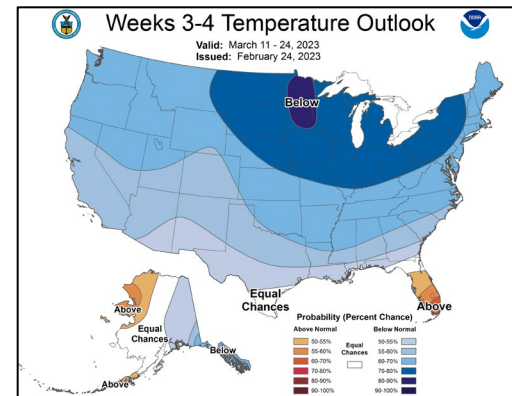 Weeks 3-4 Temperature Outlook
NOAA
Valid: March 11 - 24, 2023
Issued: February 24, 2023
Below
Equal
Chances
Above
Above
Equal
Chances
Below
Above
Probability (Percent Chance)
Above Normal
Equal
Chances
Below Normal
50-55% 50-55%
55-60% 55-60%
60-70% 60-70%
70-80% 70-80%
80-90% 80-90%
90-100% 90-100%